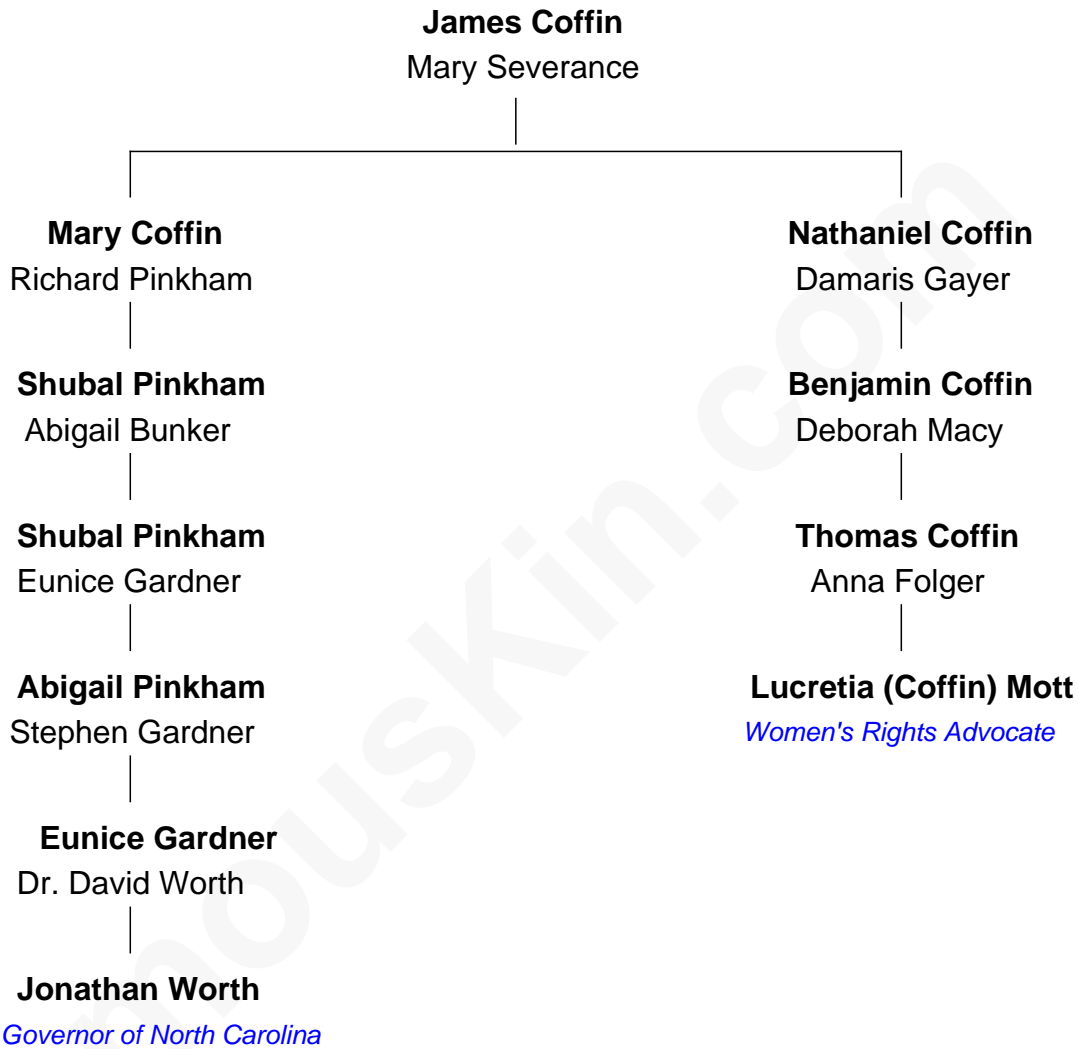 James Coffin
Mary Severance
Mary Coffin
Richard Pinkham
Nathaniel Coffin
Damaris Gayer
Shubal Pinkham
Abigail Bunker
Benjamin Coffin
Deborah Macy
Shubal Pinkham
Eunice Gardner
Thomas Coffin
Anna Folger
Abigail Pinkham
Stephen Gardner
Lucretia (Coffin) Mott
Women's Rights Advocate
Eunice Gardner
Dr. David Worth
Jonathan Worth
Governor of North Carolina
mouskin.com